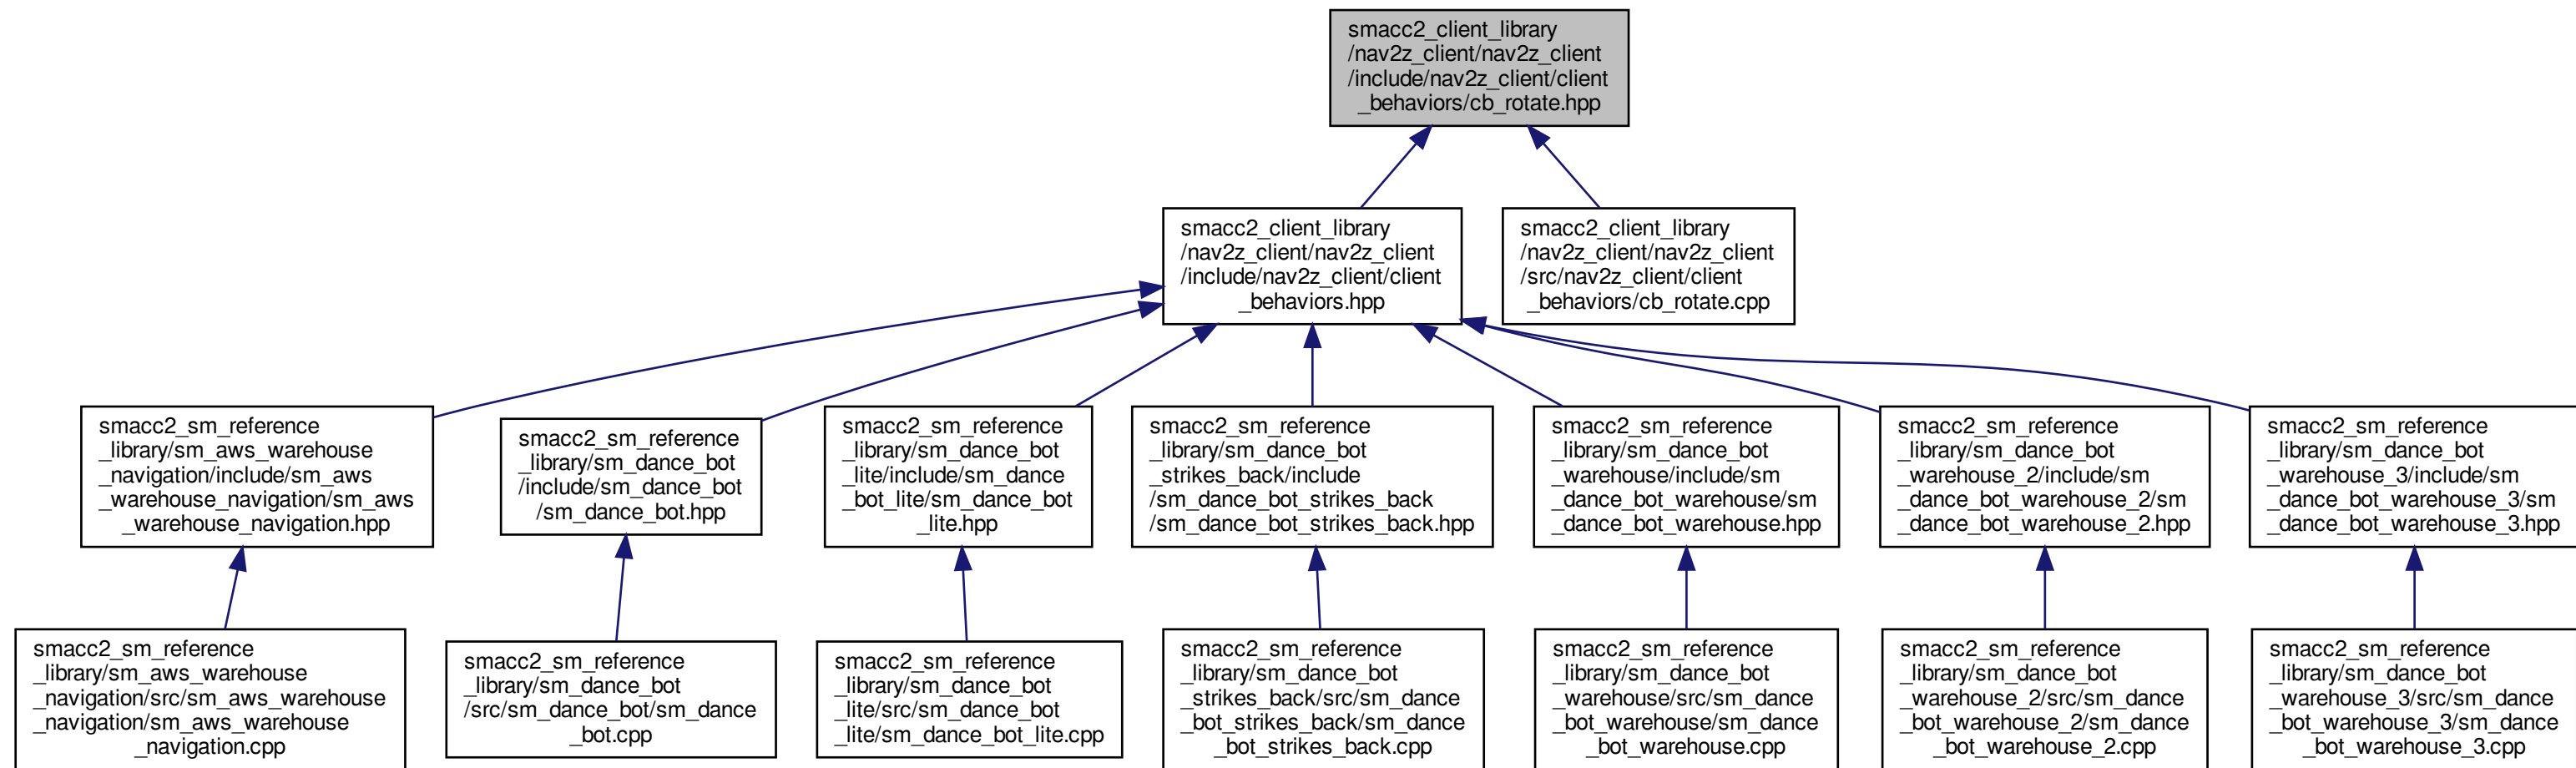 smacc2_client_library
/nav2z_client/nav2z_client
/include/nav2z_client/client
_behaviors/cb_rotate.hpp
smacc2_client_library
/nav2z_client/nav2z_client
/include/nav2z_client/client
_behaviors.hpp
smacc2_client_library
/nav2z_client/nav2z_client
/src/nav2z_client/client
_behaviors/cb_rotate.cpp
smacc2_sm_reference
_library/sm_aws_warehouse
_navigation/include/sm_aws
_warehouse_navigation/sm_aws
_warehouse_navigation.hpp
smacc2_sm_reference
_library/sm_dance_bot
/include/sm_dance_bot
/sm_dance_bot.hpp
smacc2_sm_reference
_library/sm_dance_bot
_lite/include/sm_dance
_bot_lite/sm_dance_bot
_lite.hpp
smacc2_sm_reference
_library/sm_dance_bot
_strikes_back/include
/sm_dance_bot_strikes_back
/sm_dance_bot_strikes_back.hpp
smacc2_sm_reference
_library/sm_dance_bot
_warehouse/include/sm
_dance_bot_warehouse/sm
_dance_bot_warehouse.hpp
smacc2_sm_reference
_library/sm_dance_bot
_warehouse_2/include/sm
_dance_bot_warehouse_2/sm
_dance_bot_warehouse_2.hpp
smacc2_sm_reference
_library/sm_dance_bot
_warehouse_3/include/sm
_dance_bot_warehouse_3/sm
_dance_bot_warehouse_3.hpp
smacc2_sm_reference
_library/sm_aws_warehouse
_navigation/src/sm_aws_warehouse
_navigation/sm_aws_warehouse
_navigation.cpp
smacc2_sm_reference
_library/sm_dance_bot
/src/sm_dance_bot/sm_dance
_bot.cpp
smacc2_sm_reference
_library/sm_dance_bot
_lite/src/sm_dance_bot
_lite/sm_dance_bot_lite.cpp
smacc2_sm_reference
_library/sm_dance_bot
_strikes_back/src/sm_dance
_bot_strikes_back/sm_dance
_bot_strikes_back.cpp
smacc2_sm_reference
_library/sm_dance_bot
_warehouse/src/sm_dance
_bot_warehouse/sm_dance
_bot_warehouse.cpp
smacc2_sm_reference
_library/sm_dance_bot
_warehouse_2/src/sm_dance
_bot_warehouse_2/sm_dance
_bot_warehouse_2.cpp
smacc2_sm_reference
_library/sm_dance_bot
_warehouse_3/src/sm_dance
_bot_warehouse_3/sm_dance
_bot_warehouse_3.cpp